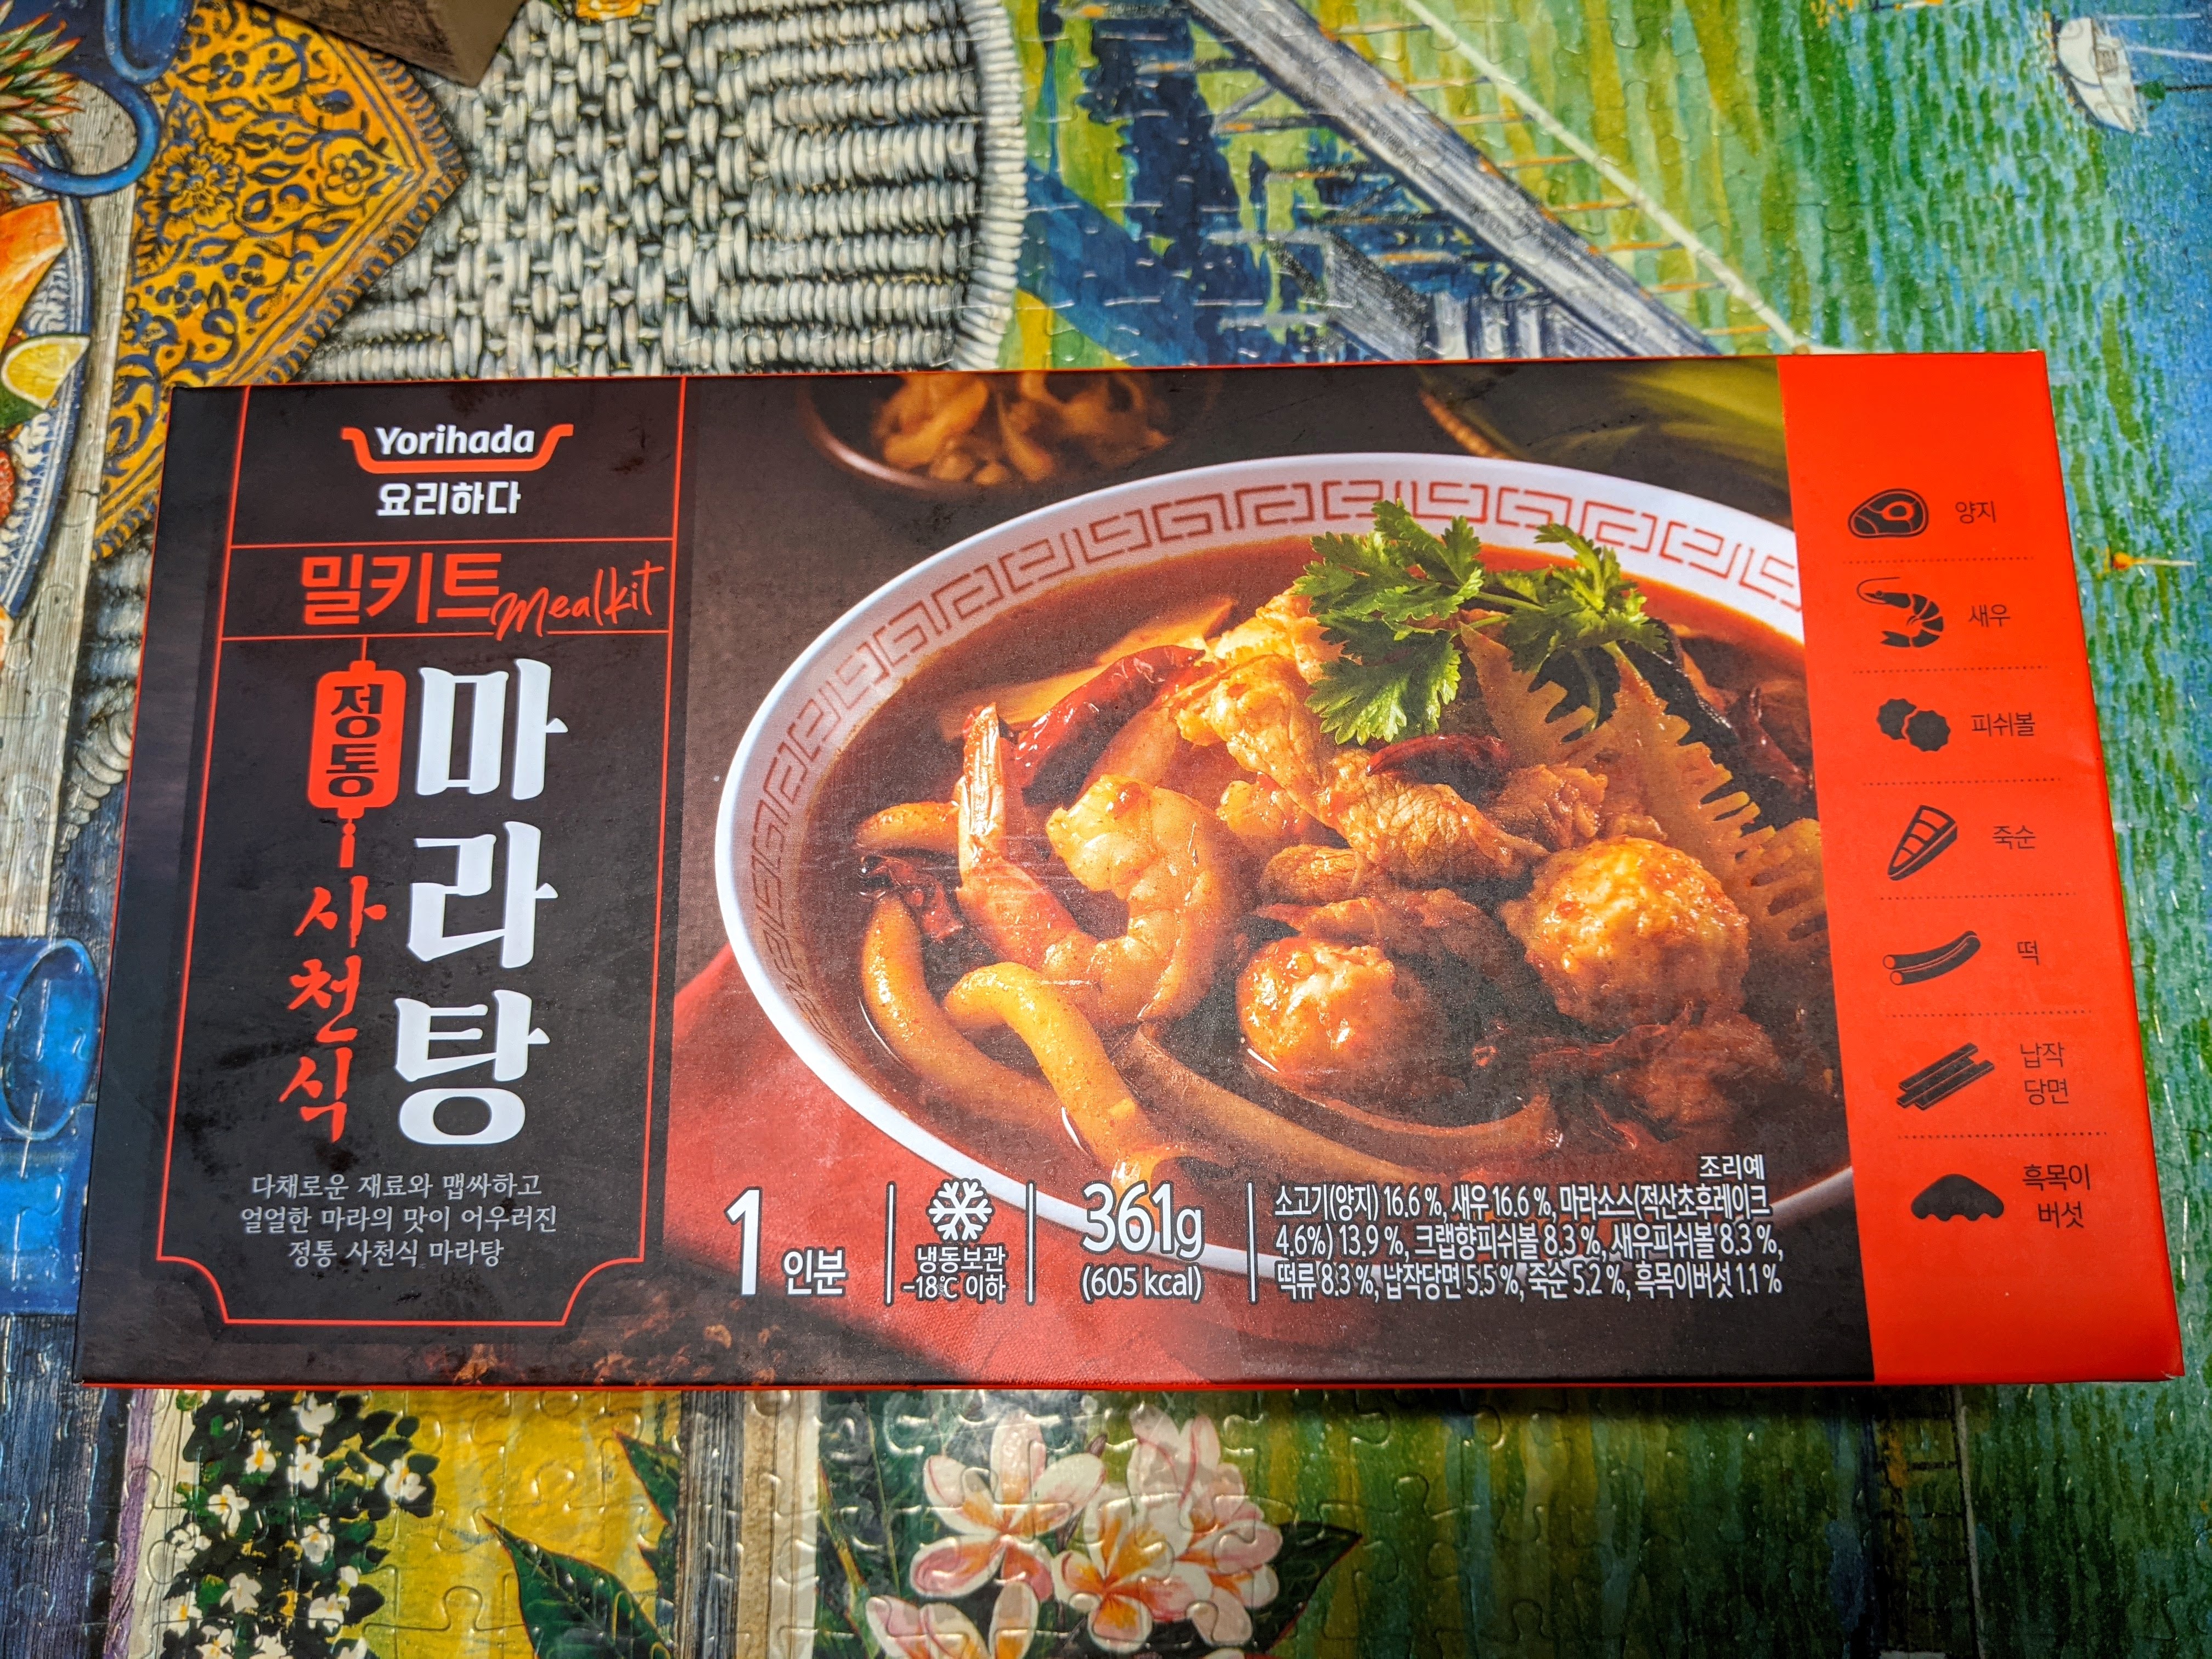 Yorihada
요리하다
밀키트 mealkit
정통
사천식
마라탕
다채로운 재료와 맵싸하고
얼얼한 마라의 맛이 어우러진
정통 사천식 마라탕
1 인분
냉동보관
-18℃ 이하
361g
(605 kcal)
조리예
소고기(양지) 16.6 %, 새우 16.6 %, 마라소스(적산초후레이크
4.6%) 13.9 %, 크랩향피쉬볼 8.3 %, 새우피쉬볼 8.3 %,
떡류 8.3 %, 납작당면 5.5 %, 죽순 5.2 %, 흑목이버섯 1.1 %
양지
새우
피쉬볼
죽순
떡
납작
당면
흑목이
버섯